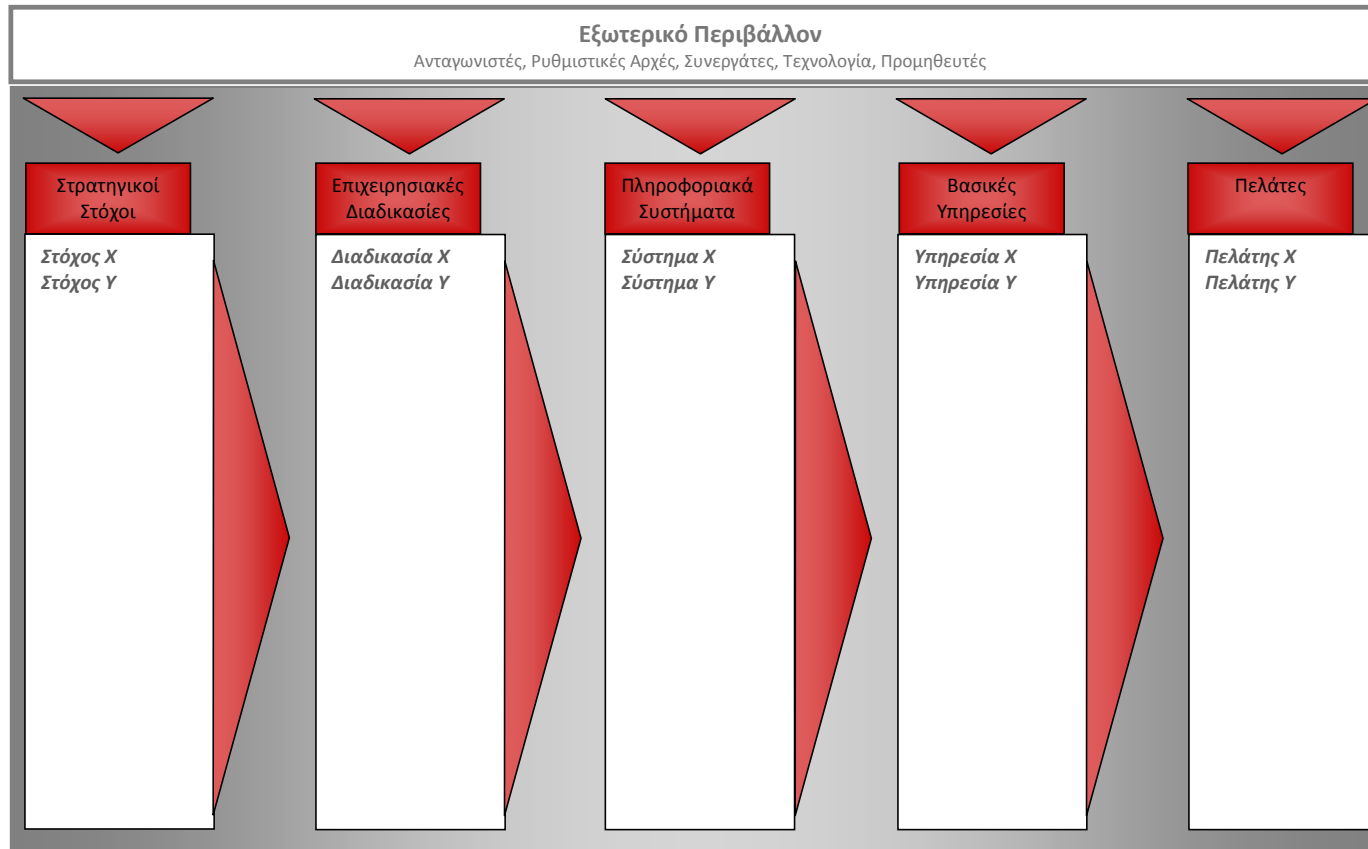 Εξωτερικό Περιβάλλον
Ανταγωνιστές, Ρυθμιστικές Αρχές, Συνεργάτες, Τεχνολογία, Προμηθευτές
Στρατηγικοί
Στόχοι
Στόχος Χ
Στόχος Υ
Επιχειρησιακές
Διαδικασίες
Διαδικασία Χ
Διαδικασία Υ
Πληροφοριακά
Συστήματα
Σύστημα Χ
Σύστημα Υ
Βασικές
Υπηρεσίες
Υπηρεσία Χ
Υπηρεσία Υ
Πελάτες
Πελάτης Χ
Πελάτης Υ